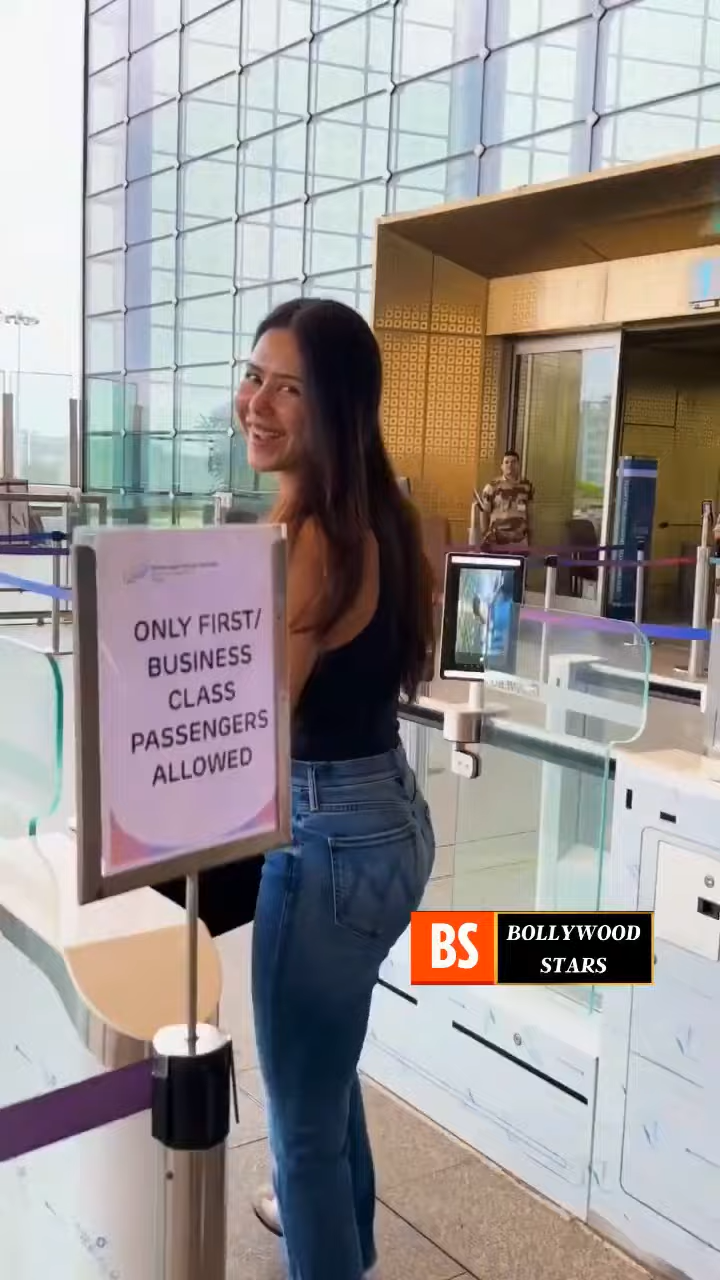 ONLY FIRST/
BUSINESS
CLASS
PASSENGERS
ALLOWED
BS
BOLLYWOOD
STARS